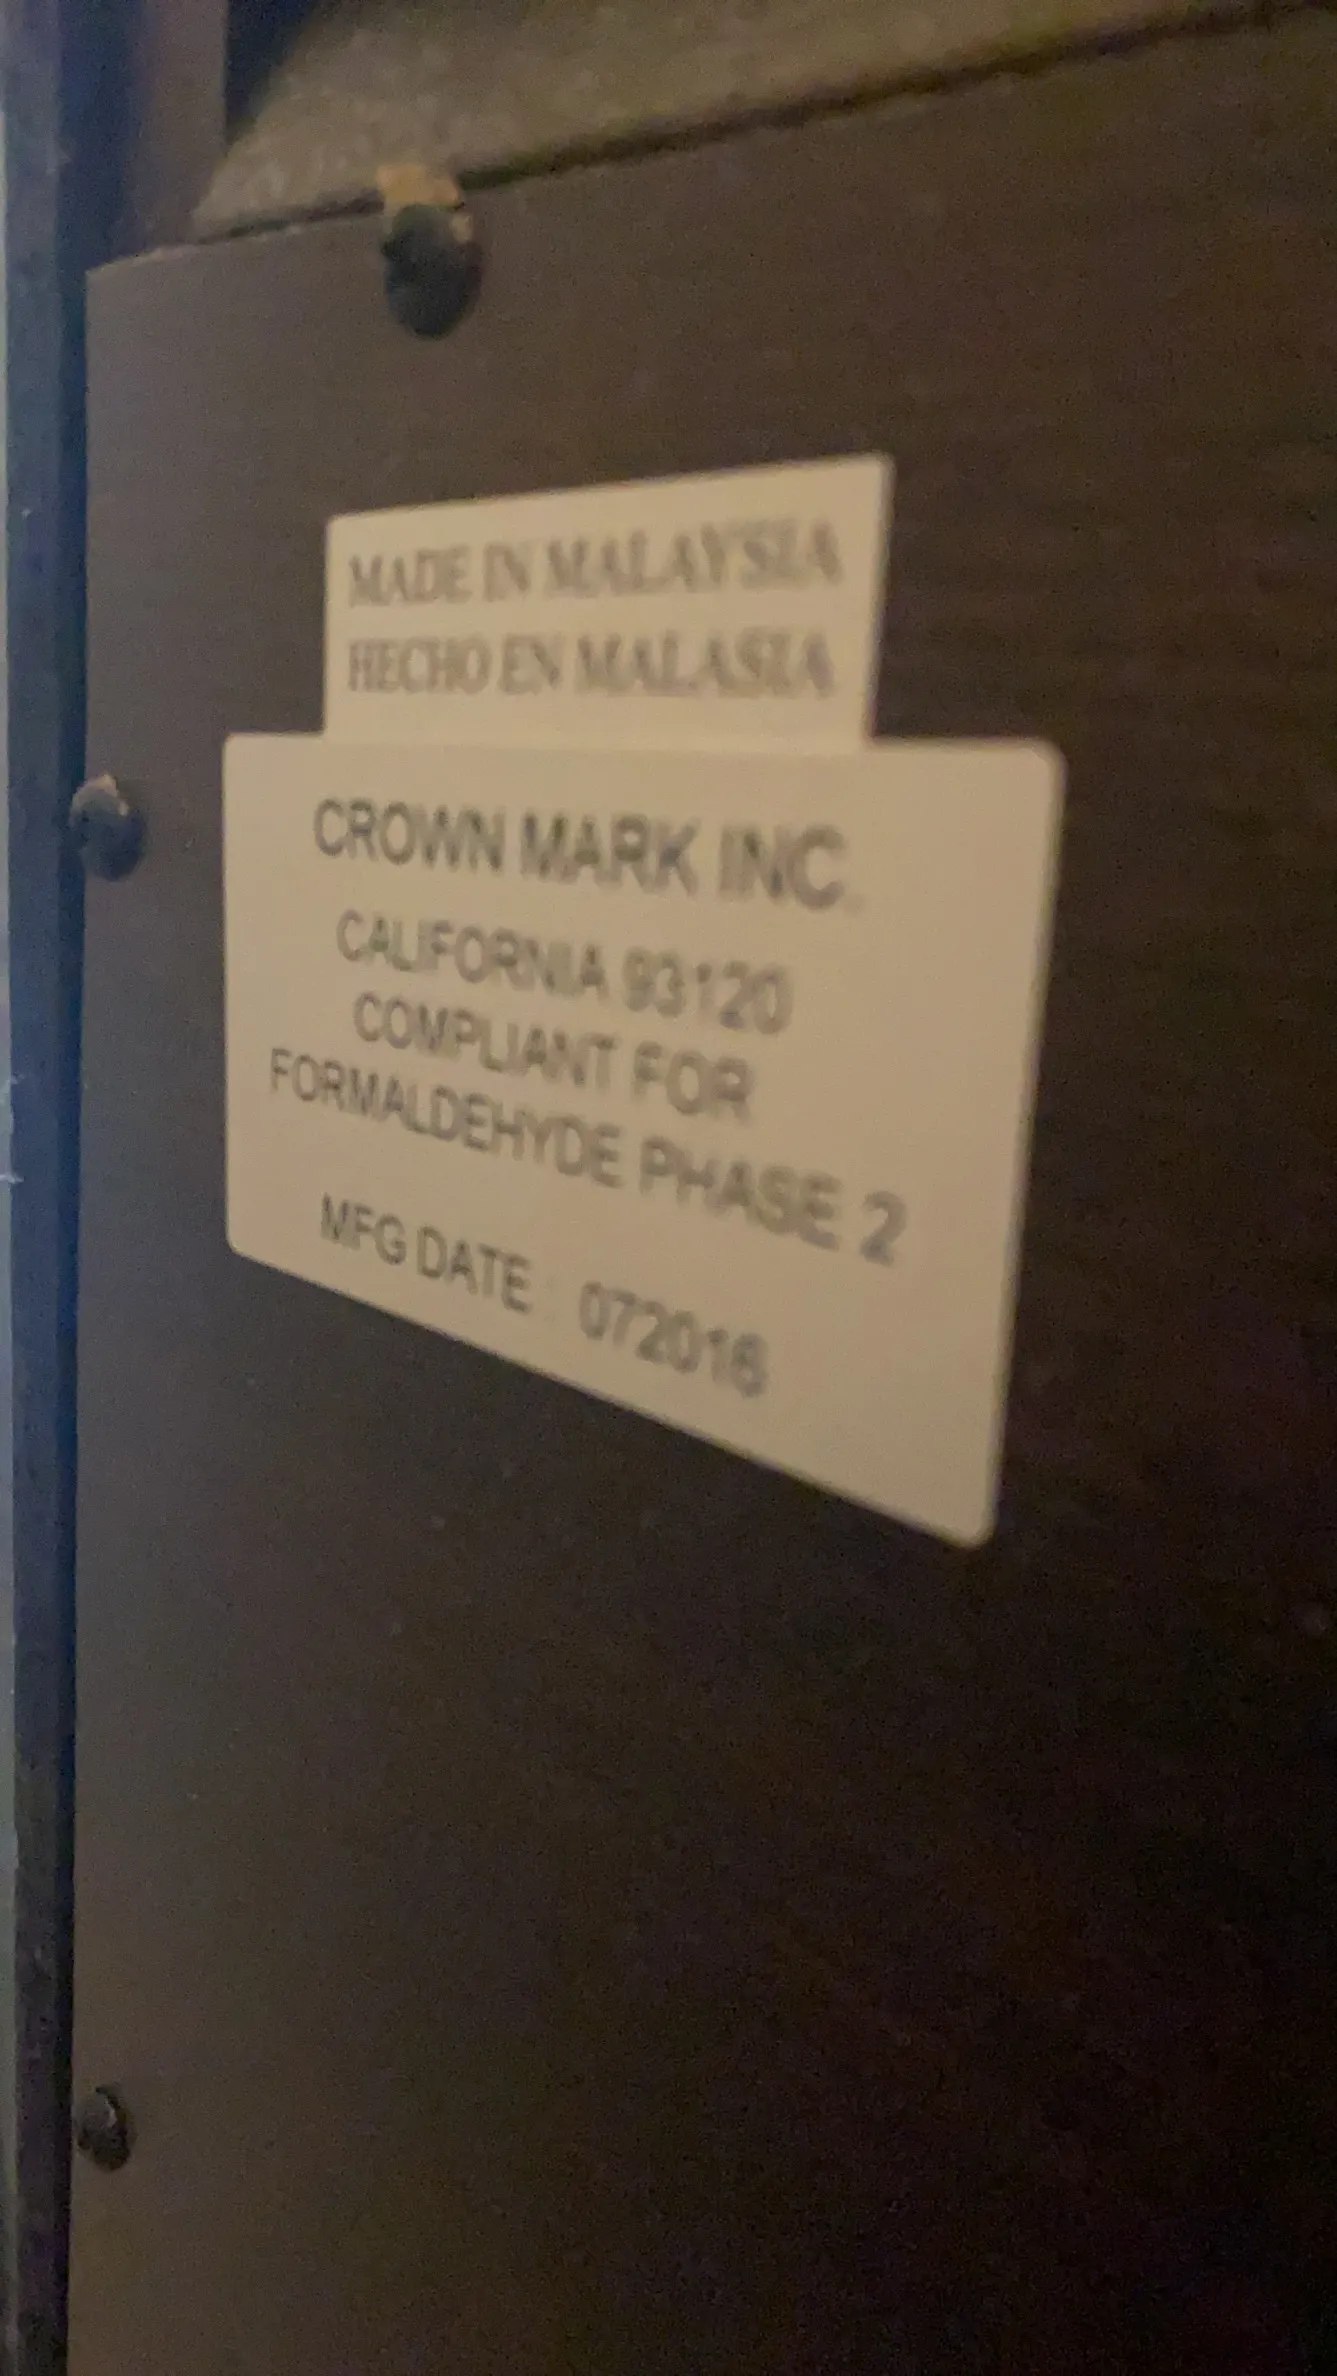 MADE IN MALAYSIA
HECHO EN MALASIA
CROWN MARK INC.
CALIFORNIA 93120
COMPLIANT FOR
FORMALDEHYDE PHASE 2
MFG DATE : 072016